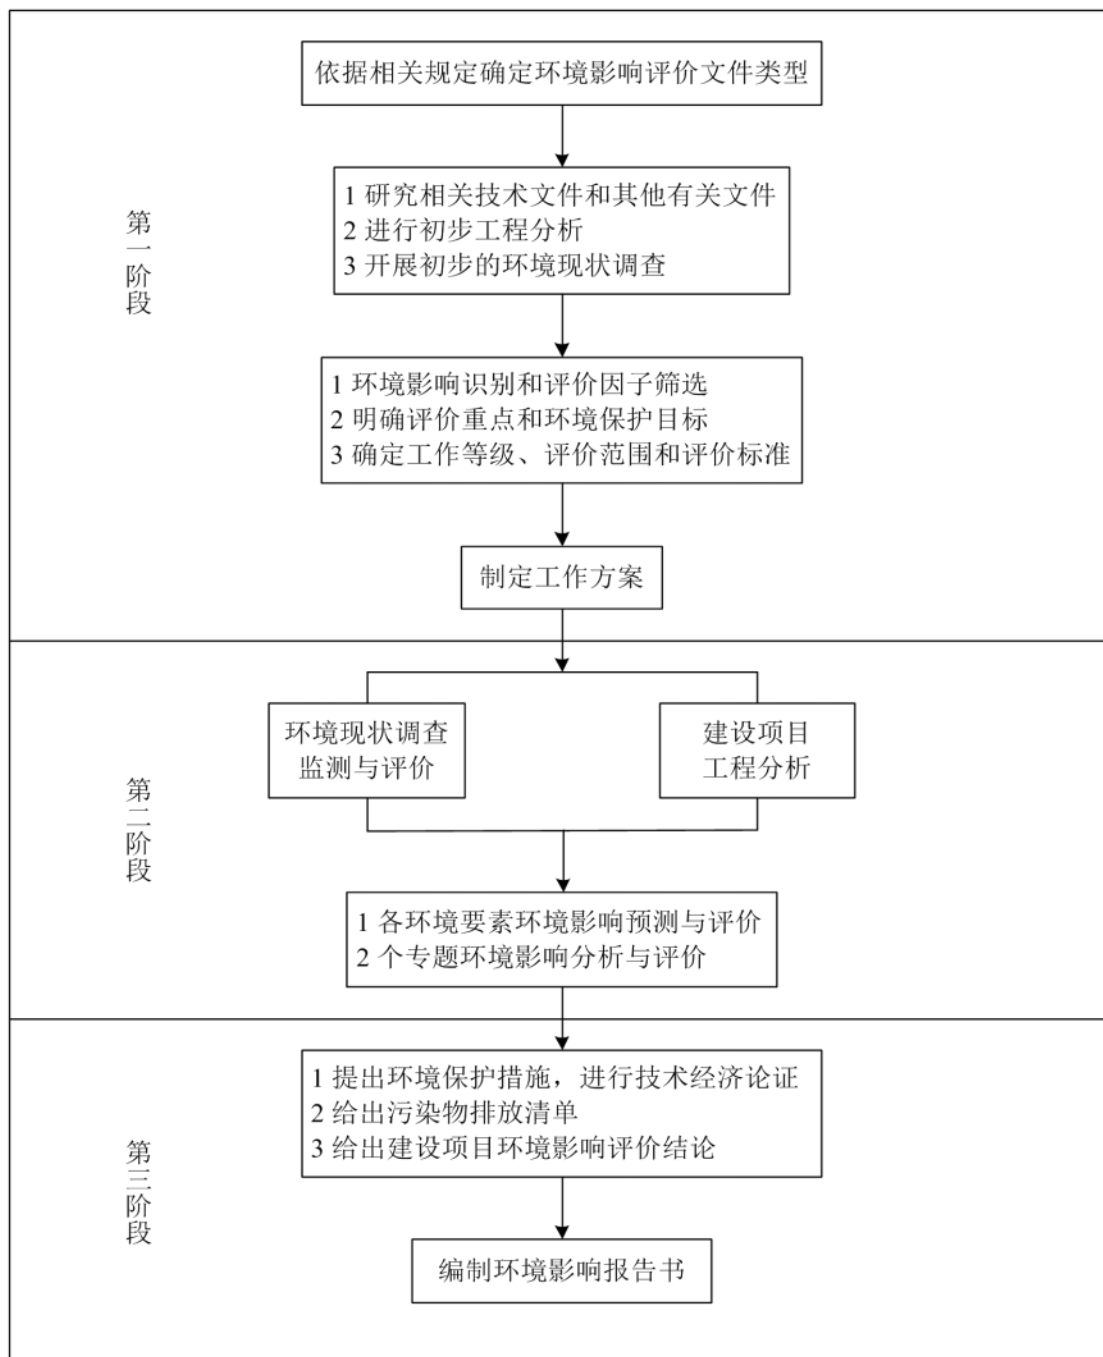 依据相关规定确定环境影响评价文件类型
1 研究相关技术文件和其他有关文件
2 进行初步工程分析
3 开展初步的环境现状调查
第一阶段
1 环境影响识别和评价因子筛选
2 明确评价重点和环境保护目标
3 确定工作等级、评价范围和评价标准
制定工作方案
环境现状调查
监测与评价
建设项目
工程分析
第二阶段
1 各环境要素环境影响预测与评价
2 个专题环境影响分析与评价
1 提出环境保护措施，进行技术经济论证
2 给出污染物排放清单
3 给出建设项目环境影响评价结论
第三阶段
编制环境影响报告书